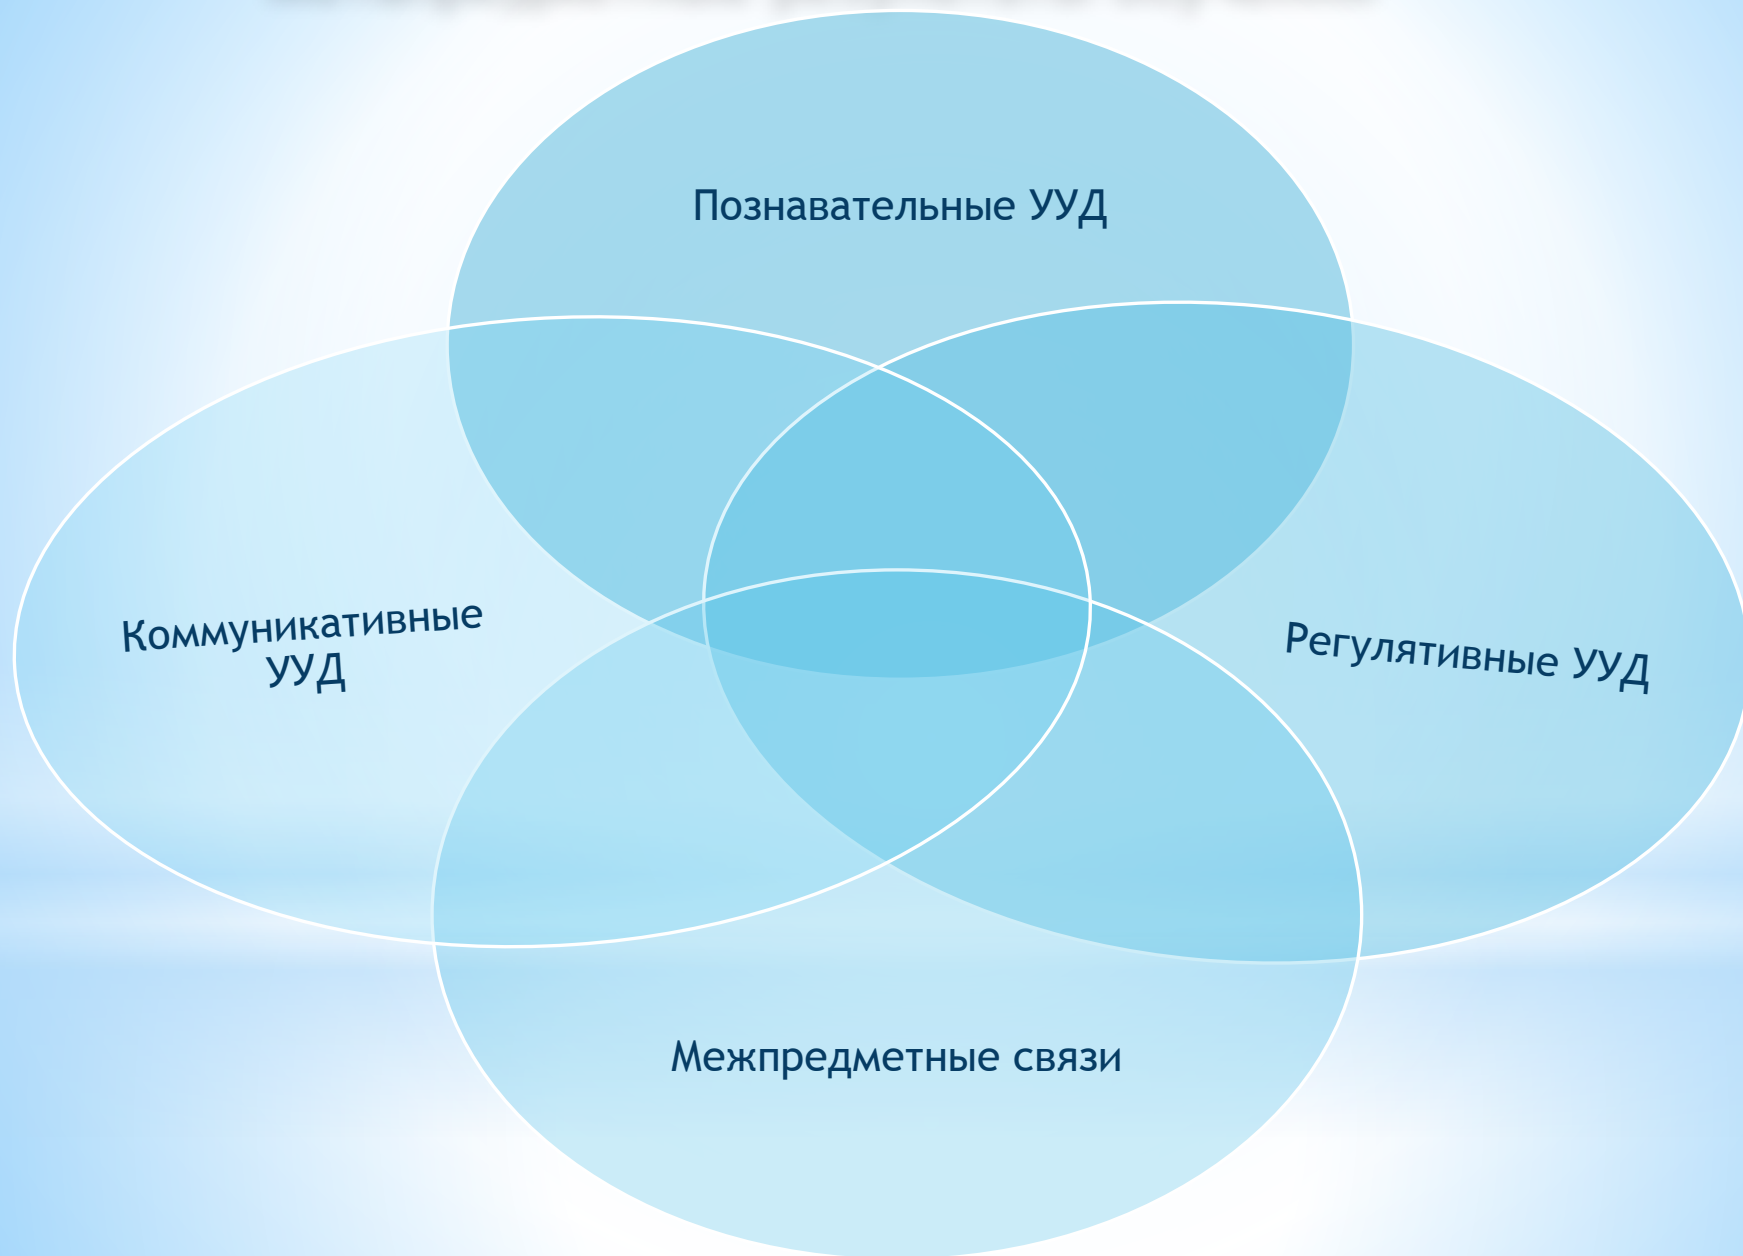 Познавательные УУД
Коммуникативные
УУД
Регулятивные УУД
Межпредметные связи